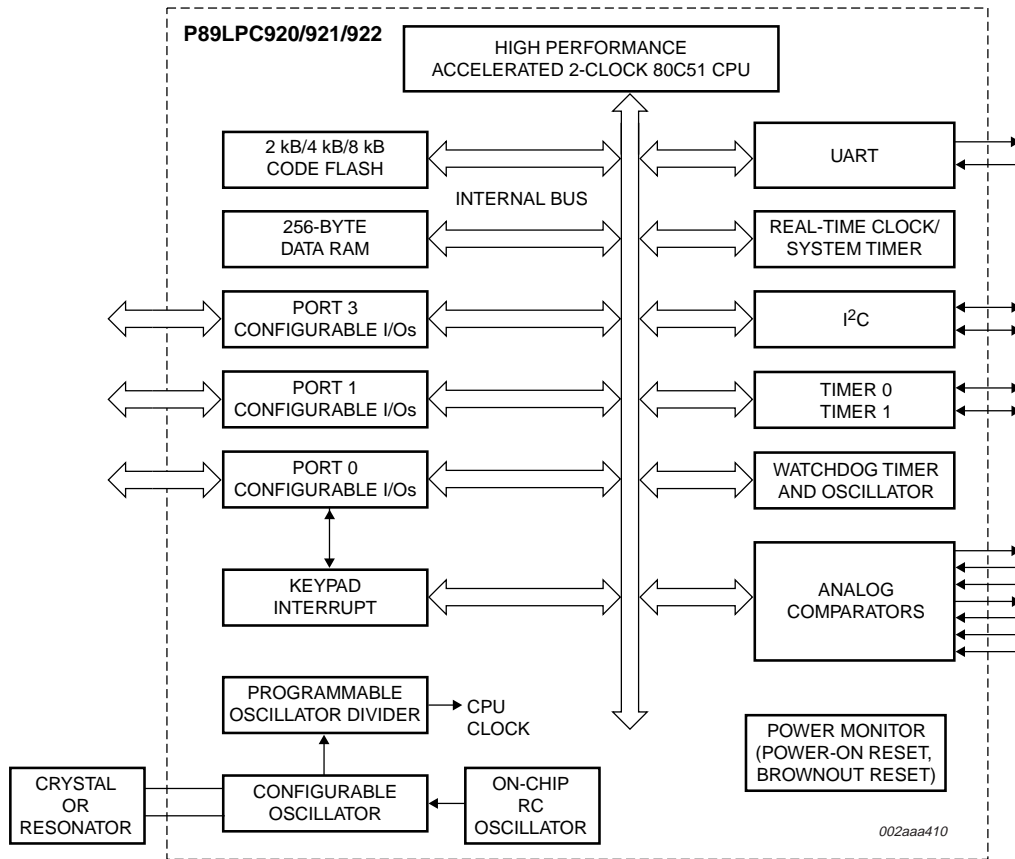 P89LPC920/921/922
HIGH PERFORMANCE
ACCELERATED 2-CLOCK 80C51 CPU
2 kB/4 kB/8 kB
CODE FLASH
UART
INTERNAL BUS
256-BYTE
DATA RAM
REAL-TIME CLOCK/
SYSTEM TIMER
PORT 3
CONFIGURABLE I/Os
I²C
PORT 1
CONFIGURABLE I/Os
TIMER 0
TIMER 1
PORT 0
CONFIGURABLE I/Os
WATCHDOG TIMER
AND OSCILLATOR
KEYPAD
INTERRUPT
ANALOG
COMPARATORS
PROGRAMMABLE
OSCILLATOR DIVIDER
CPU
CLOCK
POWER MONITOR
(POWER-ON RESET,
BROWNOUT RESET)
CRYSTAL
OR
RESONATOR
CONFIGURABLE
OSCILLATOR
ON-CHIP
RC
OSCILLATOR
002aaa410